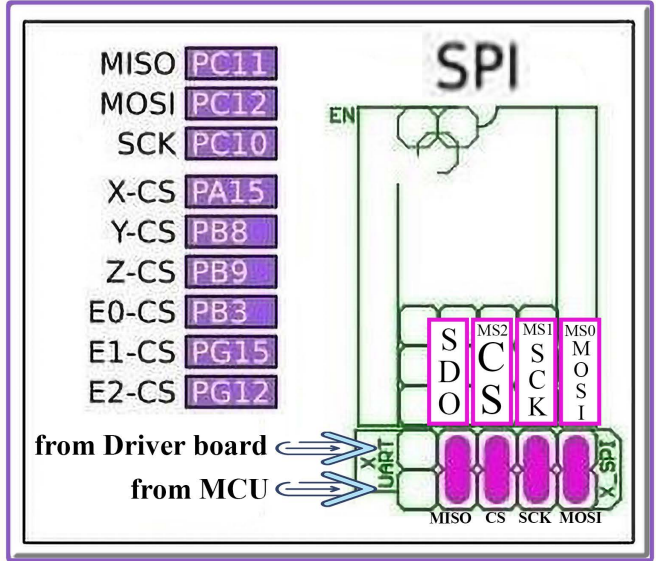 SPI
MISO PC11
MOSI PC12
SCK PC10
X-CS PA15
Y-CS PB8
Z-CS PB9
E0-CS PB3
E1-CS PG15
E2-CS PG12
EN
SDO
MS2 CS
MS1 SCK
MS0 MOSI
from Driver board
from MCU
X UART
X_SPI
MISO CS SCK MOSI